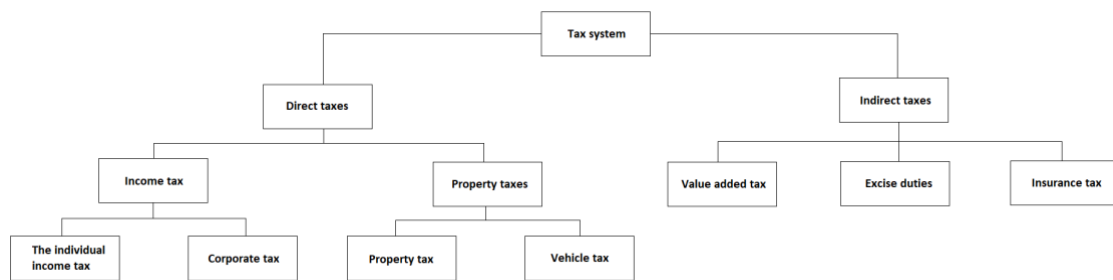 Tax system
Direct taxes
Indirect taxes
Income tax
Property taxes
Value added tax
Excise duties
Insurance tax
The individual
income tax
Corporate tax
Property tax
Vehicle tax